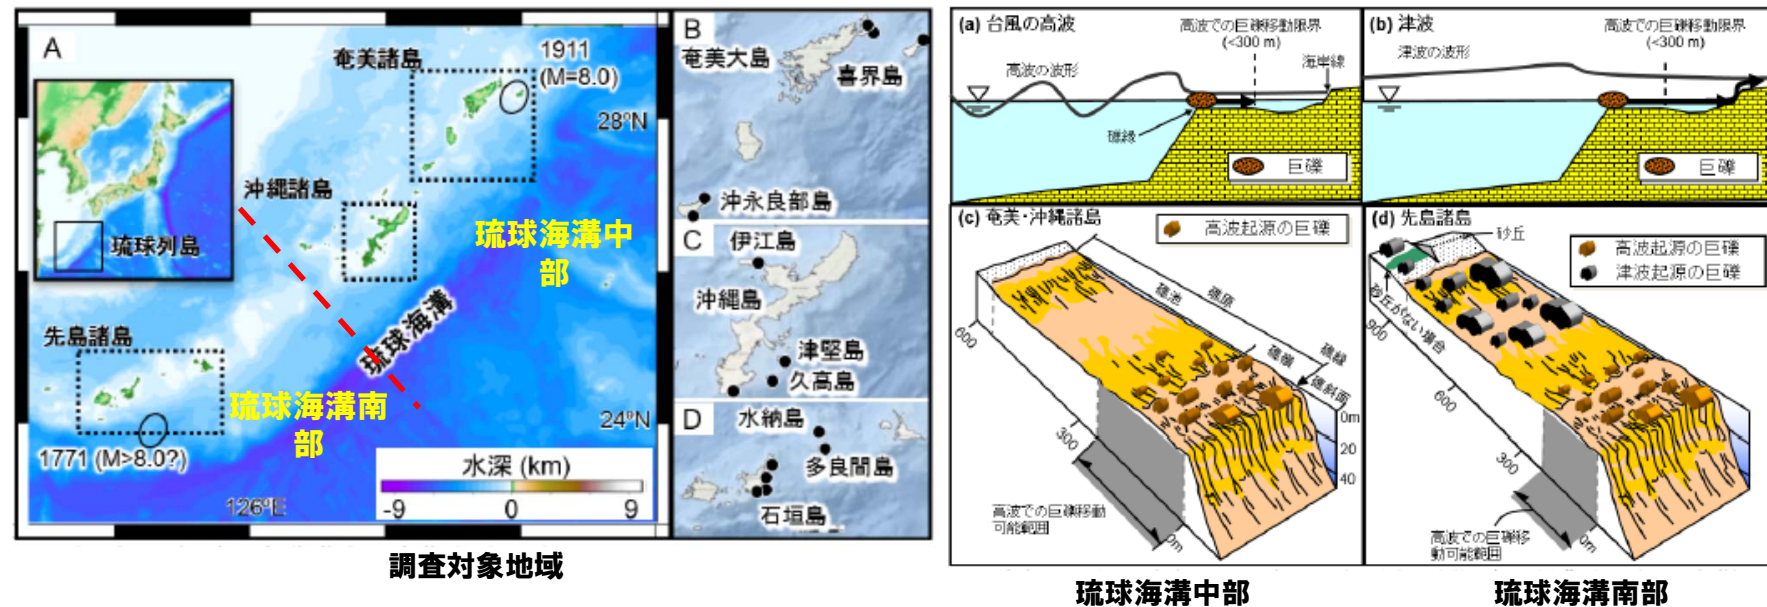 A
奄美諸島
1911
(M=8.0)
28ºN
沖縄諸島
琉球列島
琉球海溝中
部
琉球海溝
先島諸島
琉球海溝南
部
24ºN
1771 (M>8.0?)
126ºE
水深 (km)
-9
0
9
B
奄美大島
喜界島
沖永良部島
C
伊江島
沖縄島
津堅島
久高島
D
水納島
多良間島
石垣島
調査対象地域
(a) 台風の高波
高波での巨礫移動限界
(<300 m)
高波の波形
海岸線
礁縁
巨礫
(b) 津波
高波での巨礫移動限界
(<300 m)
津波の波形
巨礫
(c) 奄美・沖縄諸島
高波起源の巨礫
礁池
礁原
礁嶺
礁縁
礁斜面
0m
20
40
600
300
0m
高波での巨礫移動
可能範囲
琉球海溝中部
(d) 先島諸島
砂丘
高波起源の巨礫
津波起源の巨礫
砂丘がない場合
900
600
300
0m
高波での巨礫移
動可能範囲
琉球海溝南部